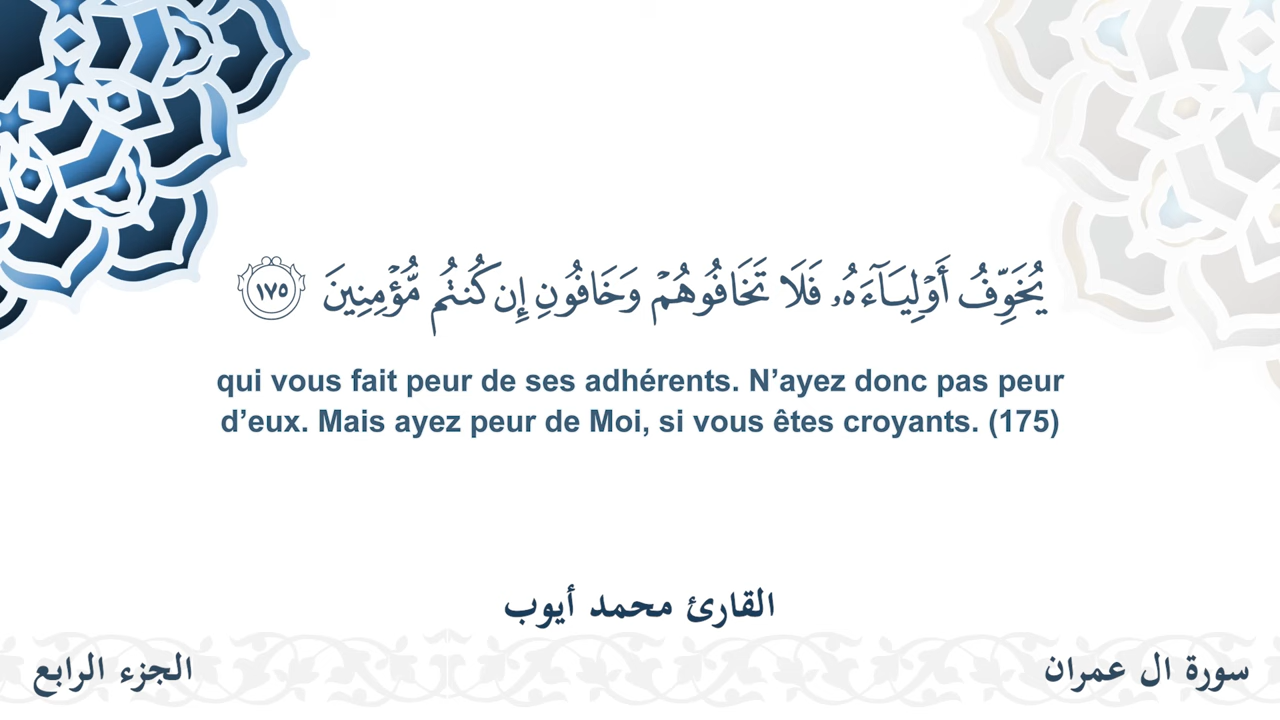 يُخَوِّفُ أَوْلِيَآءَهُۥ فَلَا تَخَافُوهُمْ وَخَافُونِ إِن كُنتُم مُّؤْمِنِينَ ١٧٥
qui vous fait peur de ses adhérents. N’ayez donc pas peur
d’eux. Mais ayez peur de Moi, si vous êtes croyants. (175)
القارئ محمد أيوب
سورة ال عمران
الجزء الرابع